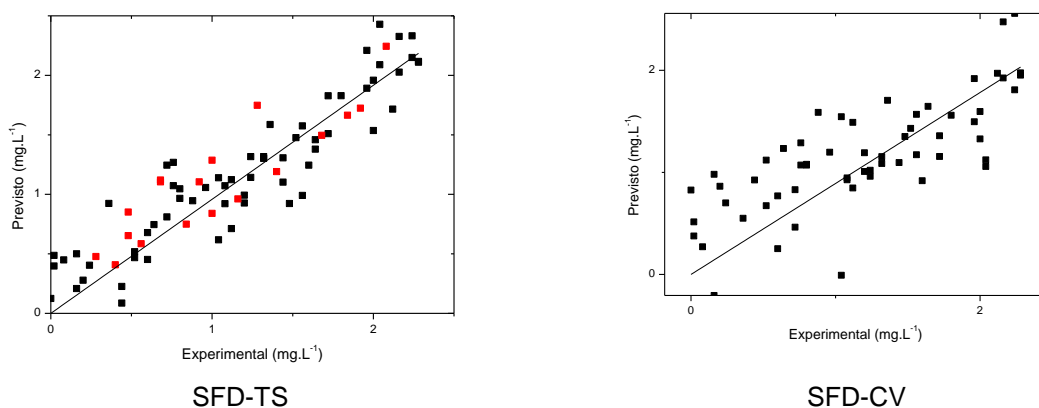 2
1
0
Previsto (mg.L⁻¹)
0 1 2
Experimental (mg.L⁻¹)
SFD-TS
2
0
Previsto (mg.L⁻¹)
0 2
Experimental (mg.L⁻¹)
SFD-CV